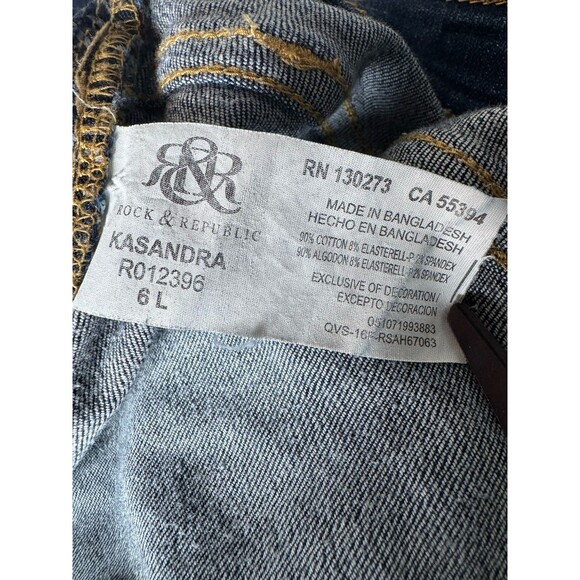 R&R
ROCK & REPUBLIC
KASANDRA
R012396
6 L
RN 130273 CA 55394
MADE IN BANGLADESH
HECHO EN BANGLADESH
90% COTTON 8% ELASTERELL-P 2% SPANDEX
90% ALGODON 8% ELASTERELL-P 2% SPANDEX
EXCLUSIVE OF DECORATION /
EXCEPTO DECORACION
051071993883